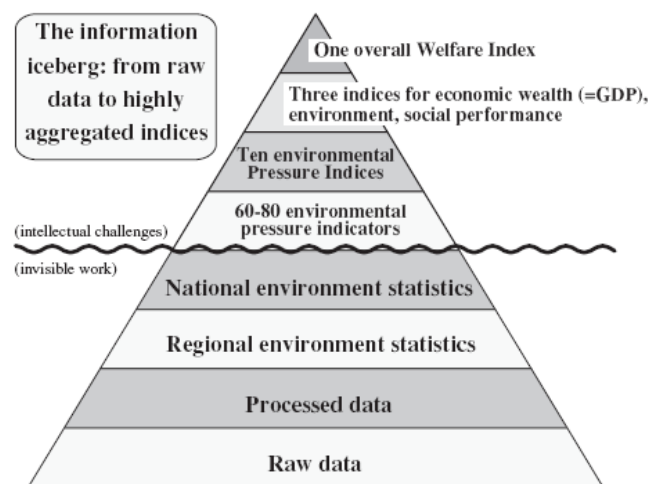 The information
iceberg: from raw
data to highly
aggregated indices
One overall Welfare Index
Three indices for economic wealth (=GDP),
environment, social performance
Ten environmental
Pressure Indices
60-80 environmental
pressure indicators
(intellectual challenges)
(invisible work)
National environment statistics
Regional environment statistics
Processed data
Raw data